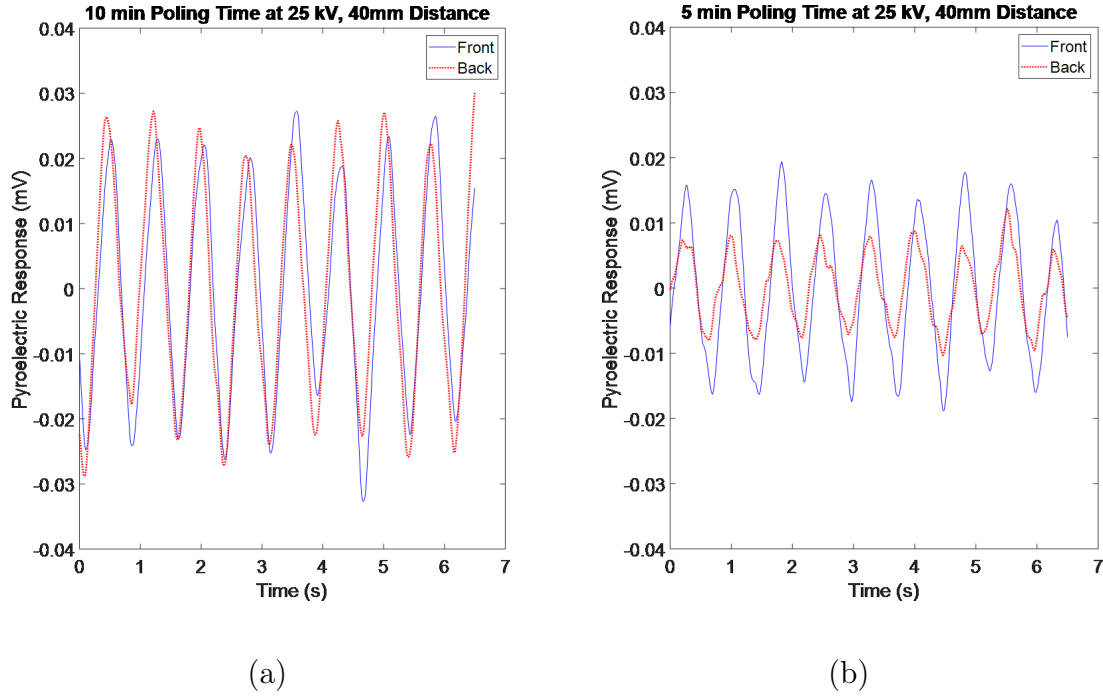 10 min Poling Time at 25 kV, 40mm Distance
0.04
0.03
0.02
0.01
0
-0.01
-0.02
-0.03
-0.04
Pyroelectric Response (mV)
0 1 2 3 4 5 6 7
Time (s)
Front
Back
(a)
5 min Poling Time at 25 kV, 40mm Distance
0.04
0.03
0.02
0.01
0
-0.01
-0.02
-0.03
-0.04
Pyroelectric Response (mV)
0 1 2 3 4 5 6 7
Time (s)
Front
Back
(b)